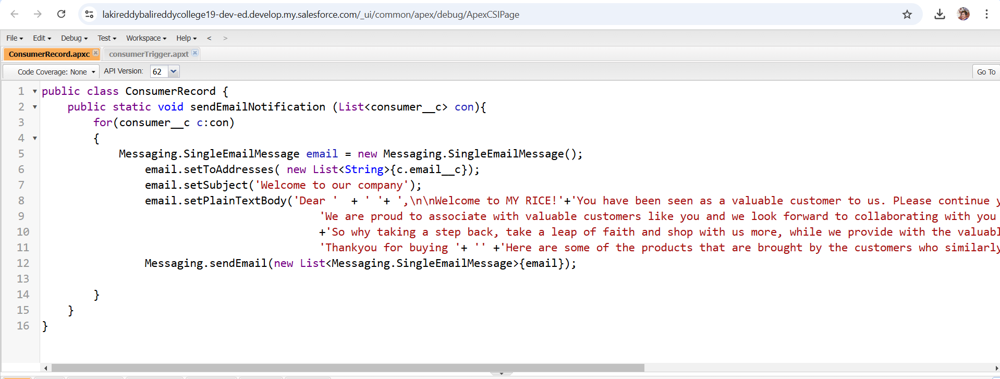 lakireddybalireddycollege19-dev-ed.develop.my.salesforce.com/_ui/common/apex/debug/ApexCSIPage
File Edit Debug Test Workspace Help < >
ConsumerRecord.apxc consumerTrigger.apxt
Code Coverage: None API Version: 62 Go To
1 public class ConsumerRecord {
2 public static void sendEmailNotification (List<consumer__c> con){
3 for(consumer__c c:con)
4 {
5 Messaging.SingleEmailMessage email = new Messaging.SingleEmailMessage();
6 email.setToAddresses( new List<String>{c.email__c});
7 email.setSubject('Welcome to our company');
8 email.setPlainTextBody('Dear '  + ' '+ ',\n\nWelcome to MY RICE!'+'You have been seen as a valuable customer to us. PLease continue y
9 'We are proud to associate with valuable customers like you and we look forward to collaborating with you
10 +'So why taking a step back, take a leap of faith and shop with us more, while we provide with the valuabl
11 'Thankyou for buying '+ '' +'Here are some of the products that are brought by the customers who similarly
12 Messaging.sendEmail(new List<Messaging.SingleEmailMessage>{email});
13
14 }
15 }
16 }